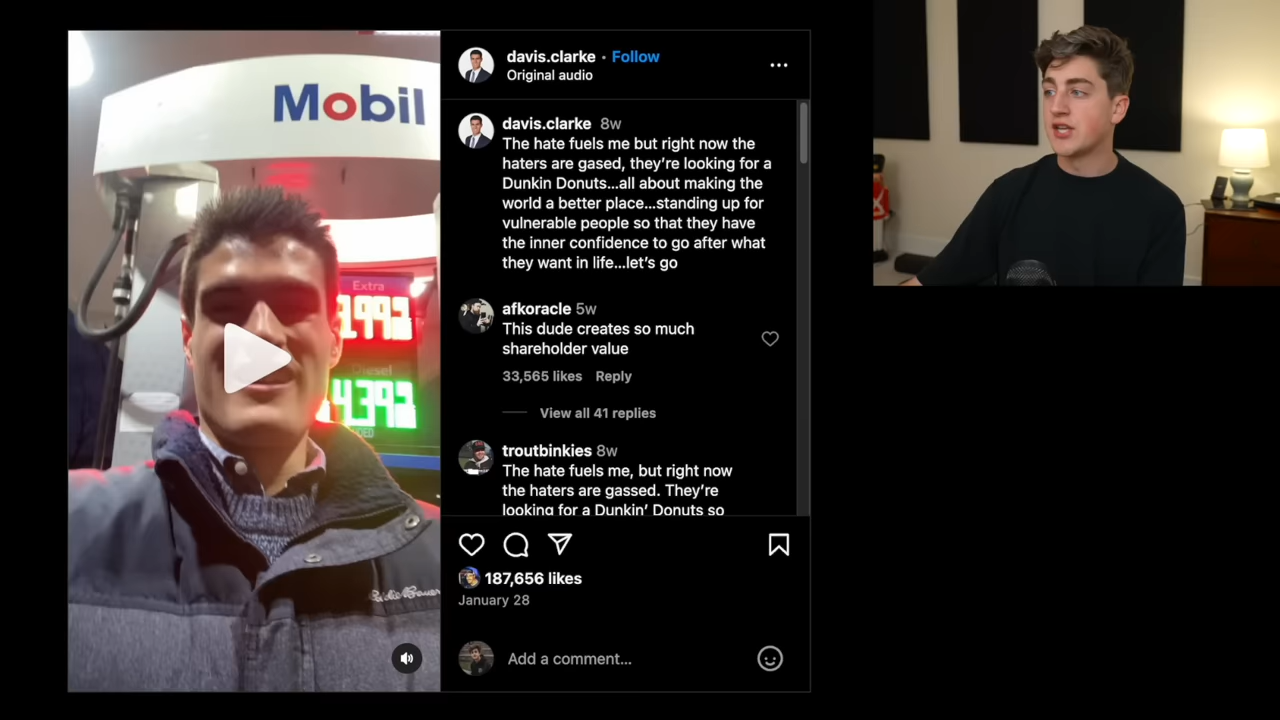 Mobil
Extra
Diesel
4.39
Eddie Bauer
davis.clarke · Follow
Original audio
davis.clarke 8w
The hate fuels me but right now the
haters are gased, they’re looking for a
Dunkin Donuts...all about making the
world a better place...standing up for
vulnerable people so that they have
the inner confidence to go after what
they want in life...let’s go
afkoracle 5w
This dude creates so much
shareholder value
33,565 likes Reply
View all 41 replies
troutbinkies 8w
The hate fuels me, but right now
the haters are gassed. They’re
looking for a Dunkin’ Donuts so
187,656 likes
January 28
Add a comment...